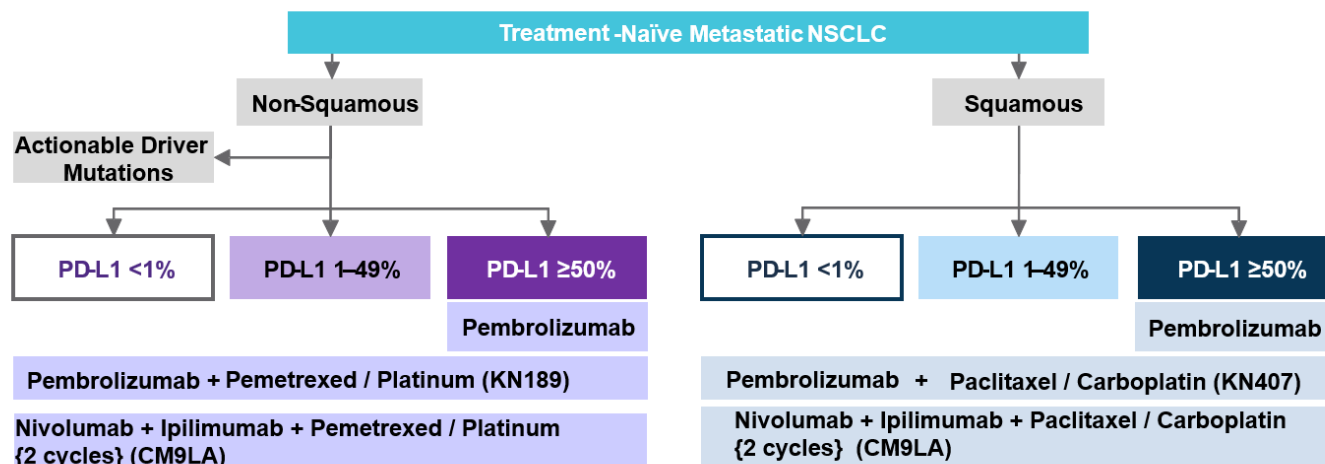 Treatment -Naïve Metastatic NSCLC
Non-Squamous
Squamous
Actionable Driver
Mutations
PD-L1 <1%
PD-L1 1–49%
PD-L1 ≥50%
PD-L1 <1%
PD-L1 1–49%
PD-L1 ≥50%
Pembrolizumab
Pembrolizumab
Pembrolizumab + Pemetrexed / Platinum (KN189)
Pembrolizumab + Paclitaxel / Carboplatin (KN407)
Nivolumab + Ipilimumab + Pemetrexed / Platinum
{2 cycles} (CM9LA)
Nivolumab + Ipilimumab + Paclitaxel / Carboplatin
{2 cycles} (CM9LA)